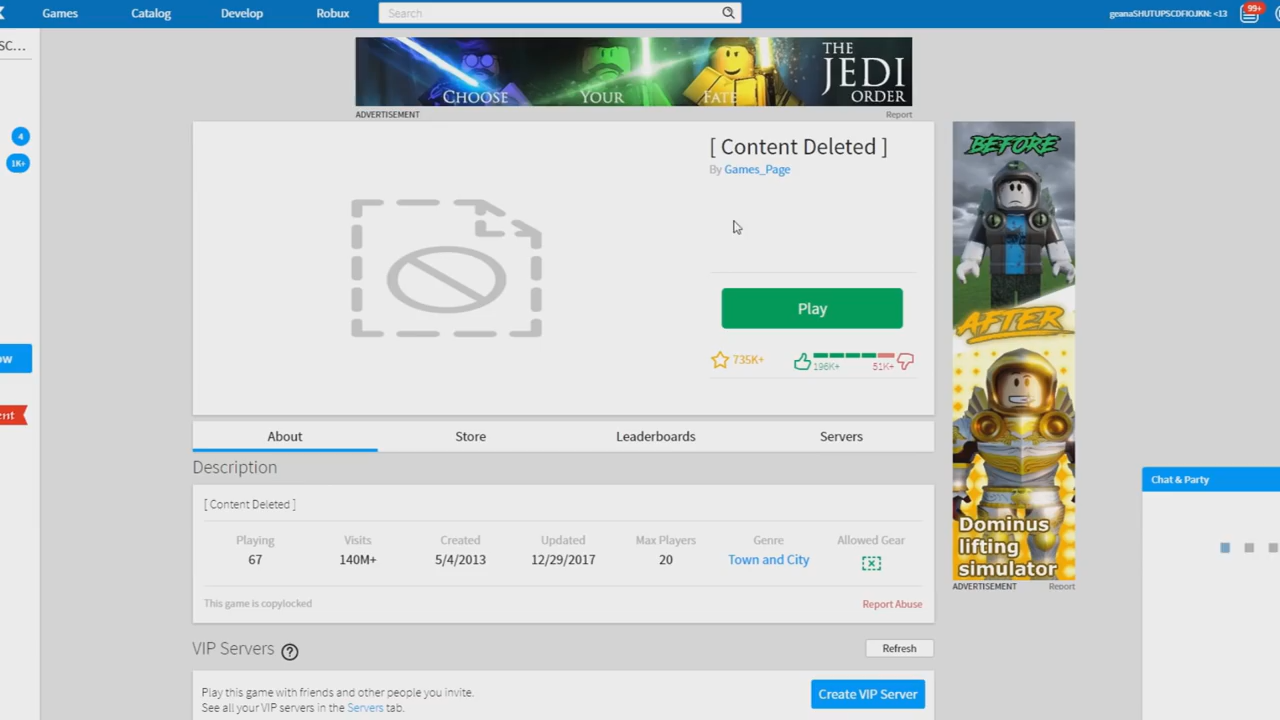 Games Catalog Develop Robux Search geanaSHUTUPSCDFIOJKN: <13 99+
SC...
4
1K+
ow
ent
CHOOSE YOUR FATE
THE
JEDI
ORDER
ADVERTISEMENT Report
[ Content Deleted ]
By Games_Page
Play
735K+ 196K+ 51K+
BEFORE
AFTER
Dominus
lifting
simulator
ADVERTISEMENT Report
About Store Leaderboards Servers
Description
[ Content Deleted ]
Playing Visits Created Updated Max Players Genre Allowed Gear
67 140M+ 5/4/2013 12/29/2017 20 Town and City
This game is copylocked Report Abuse
VIP Servers ? Refresh
Play this game with friends and other people you invite.
See all your VIP servers in the Servers tab.
Create VIP Server
Chat & Party